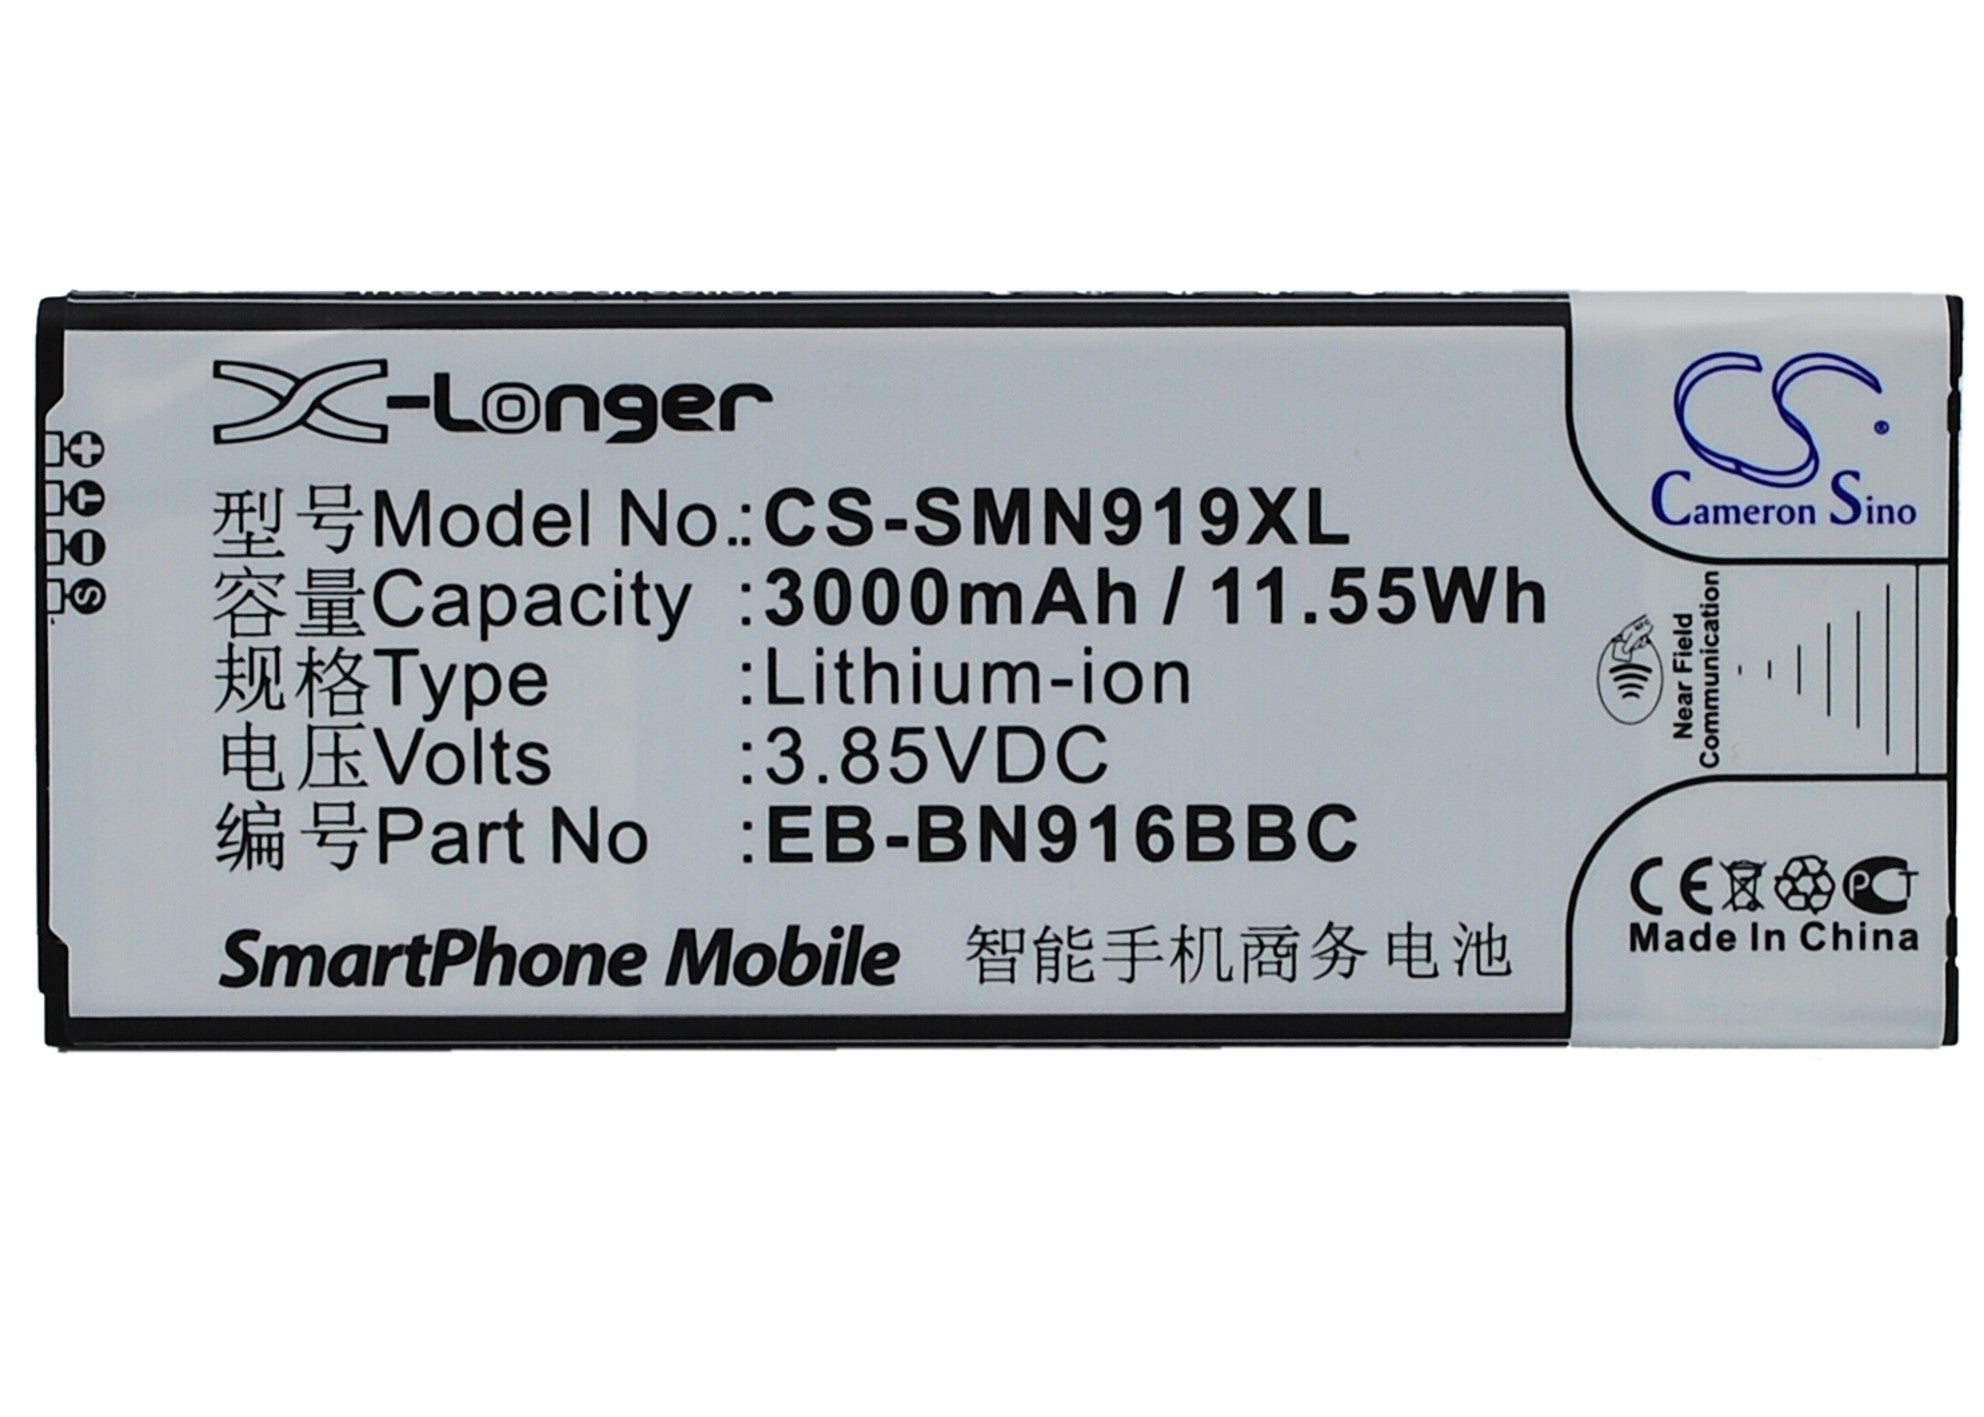 X-Longer
型号Model No.:CS-SMN919XL
容量Capacity :3000mAh / 11.55Wh
规格Type :Lithium-ion
电压Volts :3.85VDC
编号Part No :EB-BN916BBC
SmartPhone Mobile 智能手机商务电池
CS®
Cameron Sino
Near Field
Communication
CE PCT
Made In China